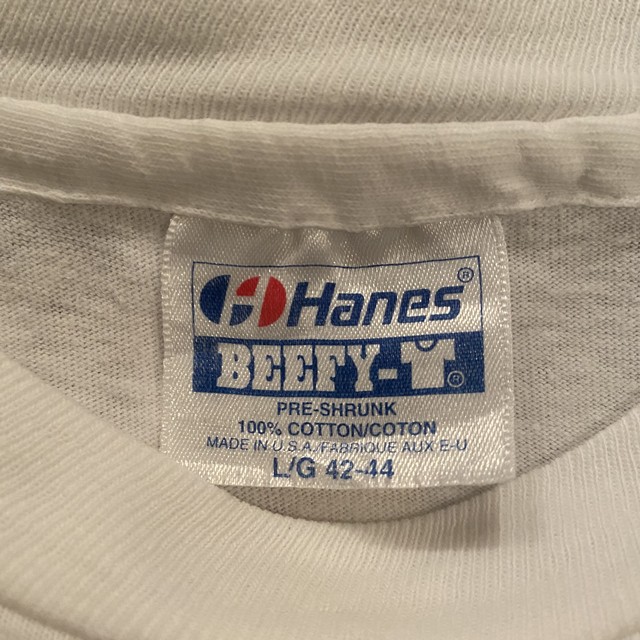 Hanes®
BEEFY-T®
PRE-SHRUNK
100% COTTON/COTON
MADE IN U.S.A./FABRIQUE AUX E-U
L/G 42-44